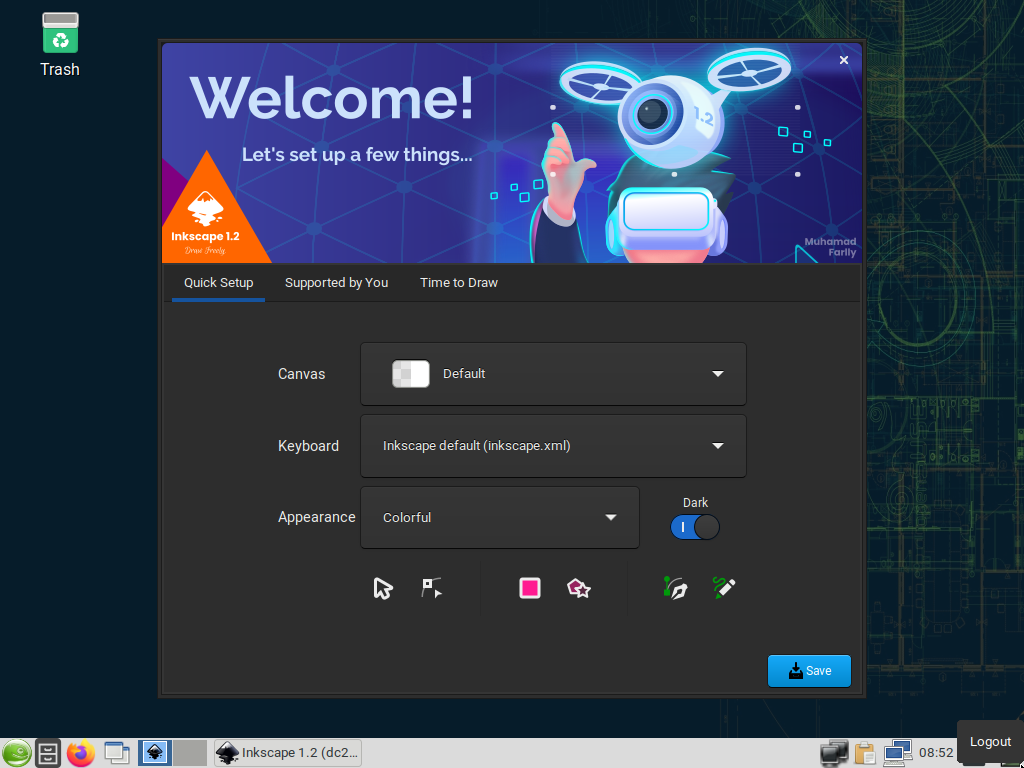 Trash
Welcome!
Let's set up a few things...
1.2
Inkscape 1.2
Draw Freely
Muhamad
Farlly
Quick Setup
Supported by You
Time to Draw
Canvas
Default
Keyboard
Inkscape default (inkscape.xml)
Appearance
Colorful
Dark
Save
Inkscape 1.2 (dc2...
08:52
Logout